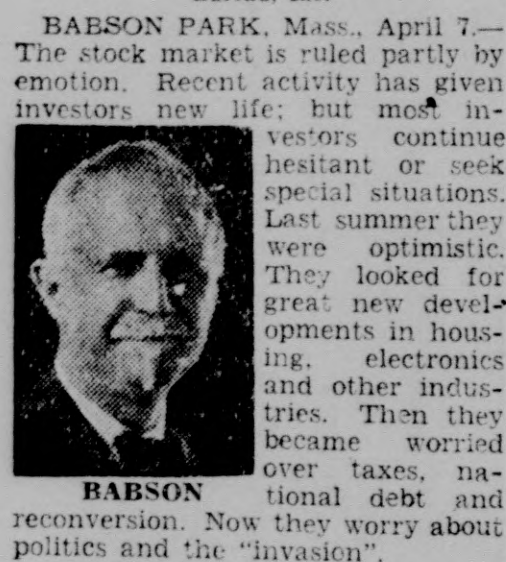 BABSON PARK, Mass., April 7.—
The stock market is ruled partly by
emotion. Recent activity has given
investors new life; but most in-
vestors continue
hesitant or seek
special situations.
Last summer they
were optimistic.
They looked for
great new devel-
opments in hous-
ing, electronics
and other indus-
tries. Then they
became worried
over taxes, na-
tional debt and
BABSON
reconversion. Now they worry about
politics and the "invasion".